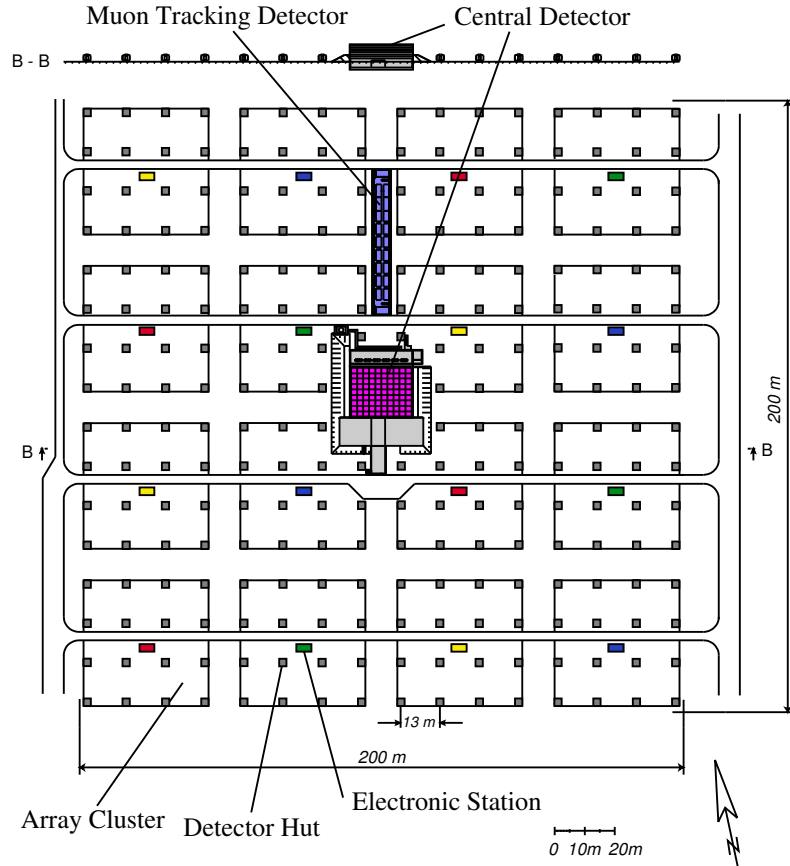 Muon Tracking Detector
Central Detector
B - B
200 m
B
B
13 m
200 m
Array Cluster
Detector Hut
Electronic Station
0 10m 20m
N